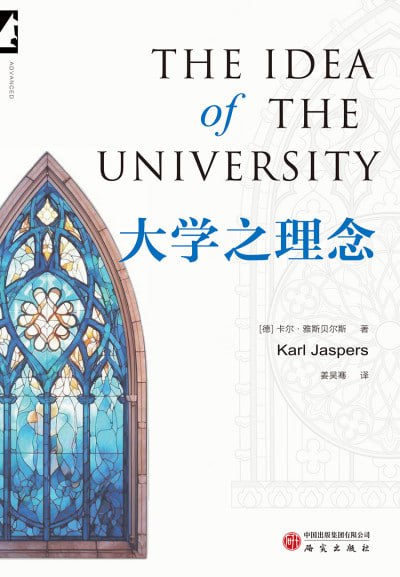 ADVANCED
THE IDEA
of THE
UNIVERSITY
大学之理念
[德] 卡尔·雅斯贝尔斯 著
Karl Jaspers
姜昊骞 译
中国出版集团有限公司
研究出版社